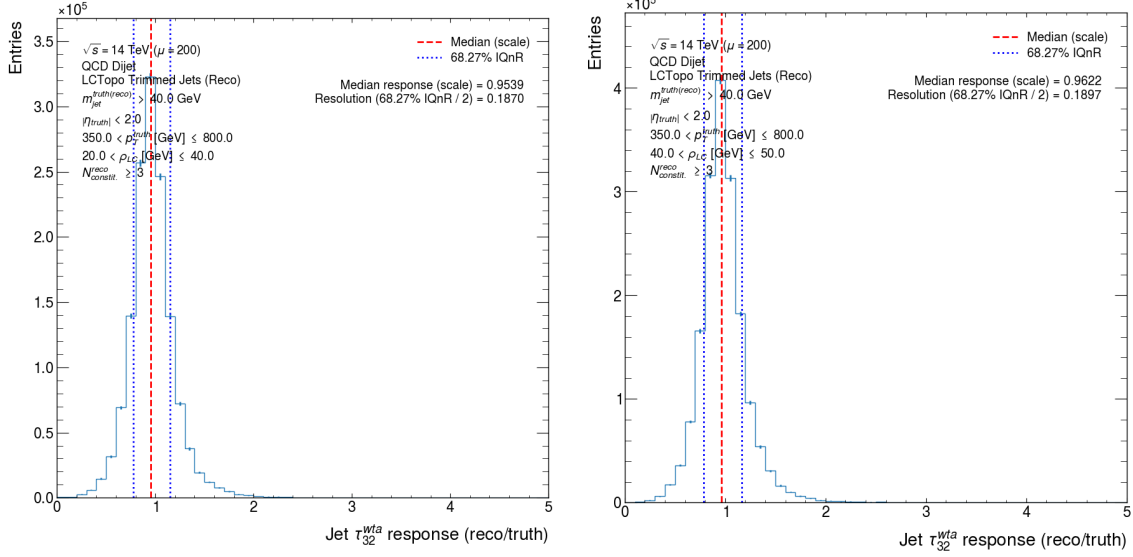 ×10⁵
Entries
3.5
3.0
2.5
2.0
1.5
1.0
0.5
0.0
0
1
2
3
4
5
Jet τ₃₂ʷᵗᵃ response (reco/truth)
√s = 14 TeV (μ = 200)
QCD Dijet
LCTopo Trimmed Jets (Reco)
m_jet^truth(reco) > 40.0 GeV
|η_truth| < 2.0
350.0 < p_T^truth [GeV] ≤ 800.0
20.0 < ρ_LC [GeV] ≤ 40.0
N_constit.^reco ≥ 3
Median (scale)
68.27% IQnR
Median response (scale) = 0.9539
Resolution (68.27% IQnR / 2) = 0.1870
Entries
4
3
2
1
0
0
1
2
3
4
5
Jet τ₃₂ʷᵗᵃ response (reco/truth)
√s = 14 TeV (μ = 200)
QCD Dijet
LCTopo Trimmed Jets (Reco)
m_jet^truth(reco) > 40.0 GeV
|η_truth| < 2.0
350.0 < p_T^truth [GeV] ≤ 800.0
40.0 < ρ_LC [GeV] ≤ 50.0
N_constit.^reco ≥ 3
Median (scale)
68.27% IQnR
Median response (scale) = 0.9622
Resolution (68.27% IQnR / 2) = 0.1897